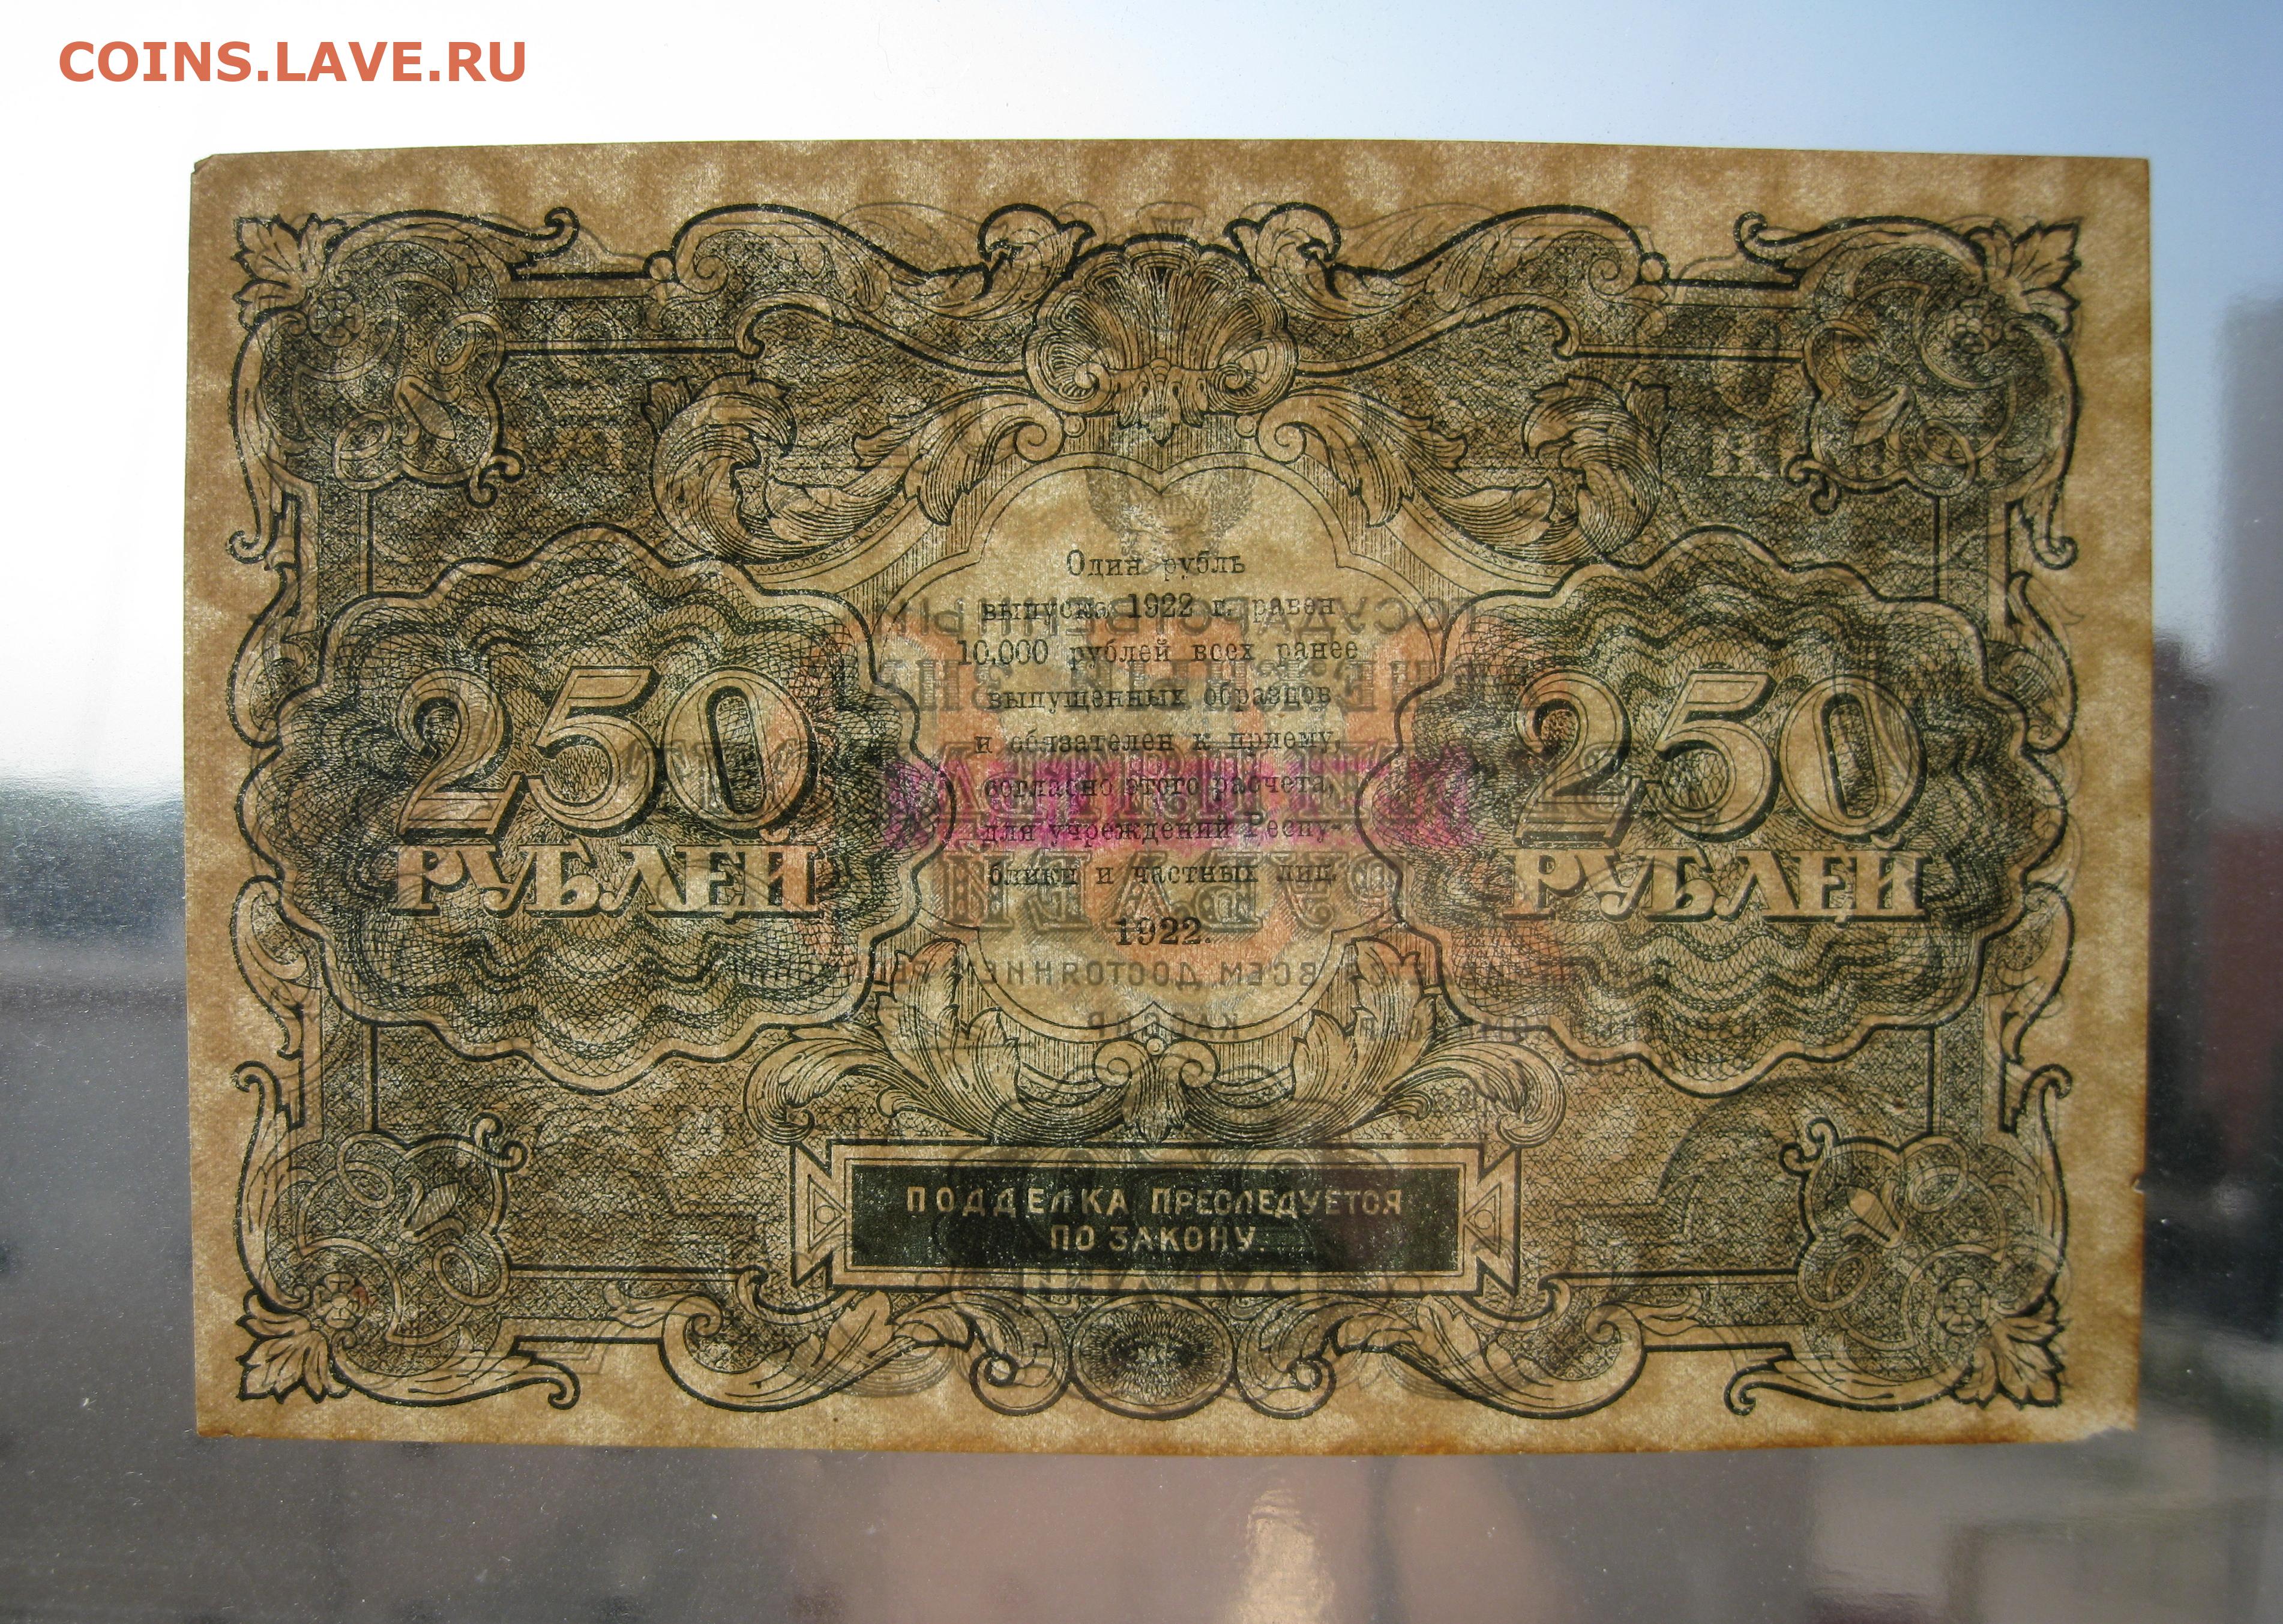 COINS.LAVE.RU
Один рубль
выпуска 1922 г. равен
10.000 рублей всех ранее
выпущенных образцов
и обязателен к приему,
согласно этого расчета,
для учреждений Респу-
блики и частных лиц.
1922.
250
РУБЛЕЙ
250
РУБЛЕЙ
ПОДДЕЛКА ПРЕСЛЕДУЕТСЯ
ПО ЗАКОНУ.